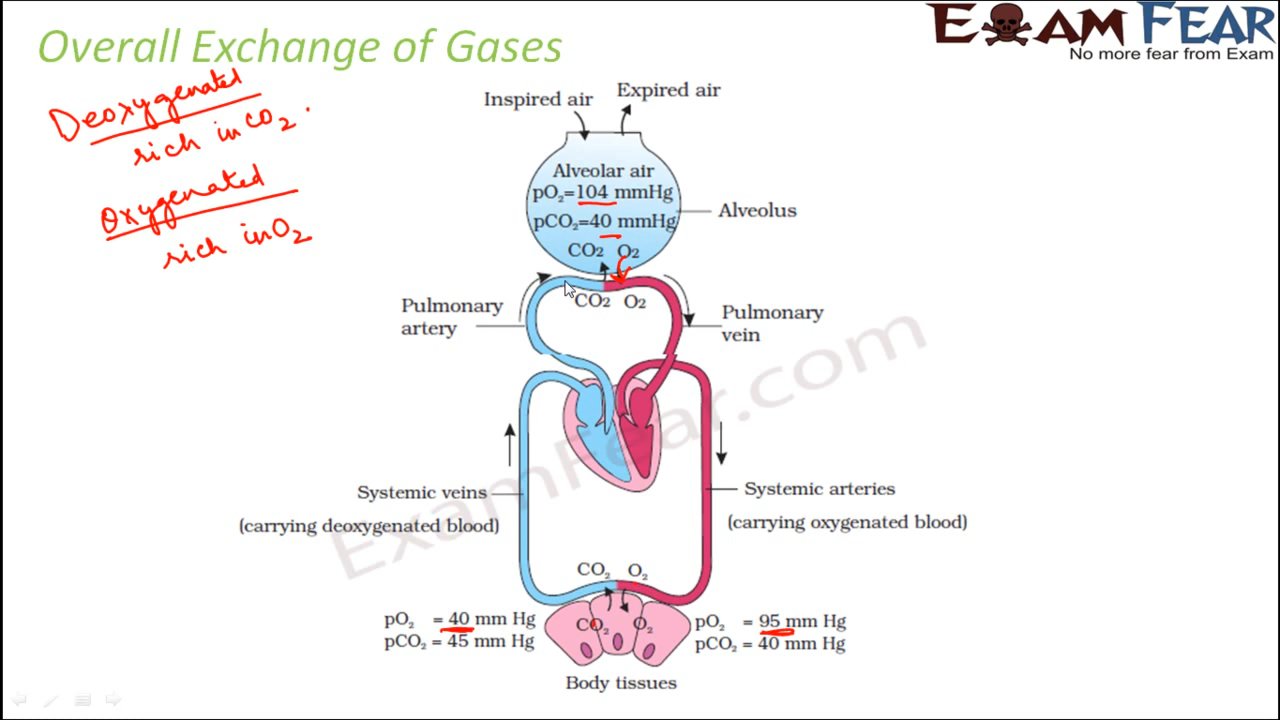 Overall Exchange of Gases
EXAM FEAR
No more fear from Exam
Deoxygenated
rich in CO2.
Oxygenated
rich in O2
Inspired air
Expired air
Alveolar air
pO2=104 mmHg
pCO2=40 mmHg
CO2 O2
Alveolus
CO2 O2
Pulmonary
artery
Pulmonary
vein
Systemic veins
(carrying deoxygenated blood)
Systemic arteries
(carrying oxygenated blood)
CO2 O2
pO2 = 40 mm Hg
pCO2 = 45 mm Hg
CO2 O2
pO2 = 95 mm Hg
pCO2 = 40 mm Hg
Body tissues
ExamFear.com